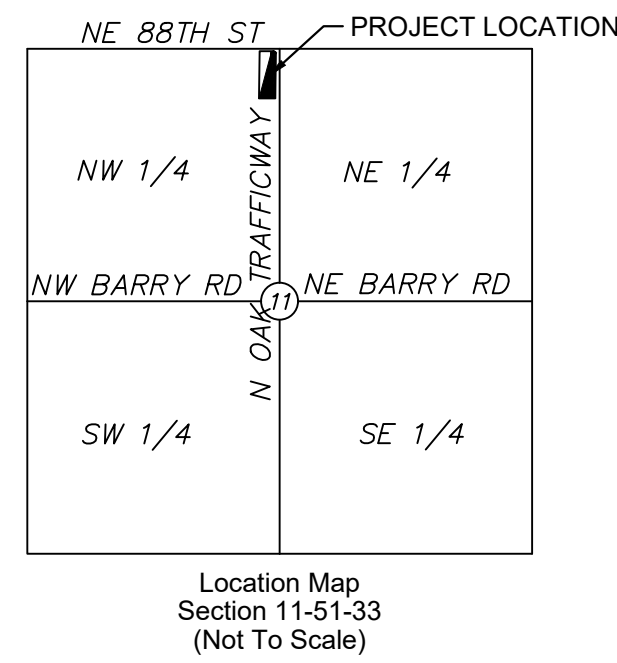 NE 88TH ST
PROJECT LOCATION
NW 1/4
NE 1/4
N OAK TRAFFICWAY
NW BARRY RD
11
NE BARRY RD
SW 1/4
SE 1/4
Location Map
Section 11-51-33
(Not To Scale)